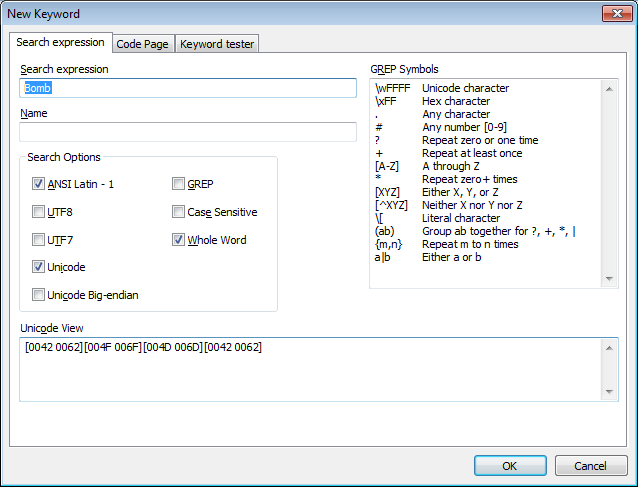 New Keyword
Search expression Code Page Keyword tester
Search expression
Bomb
Name
Search Options
ANSI Latin - 1 GREP
UTF8 Case Sensitive
UTF7 Whole Word
Unicode
Unicode Big-endian
GREP Symbols
\wFFFF Unicode character
\xFF Hex character
. Any character
# Any number [0-9]
? Repeat zero or one time
+ Repeat at least once
[A-Z] A through Z
* Repeat zero+ times
[XYZ] Either X, Y, or Z
[^XYZ] Neither X nor Y nor Z
\[ Literal character
(ab) Group ab together for ?, +, *, |
{m,n} Repeat m to n times
a|b Either a or b
Unicode View
[0042 0062][004F 006F][004D 006D][0042 0062]
OK Cancel